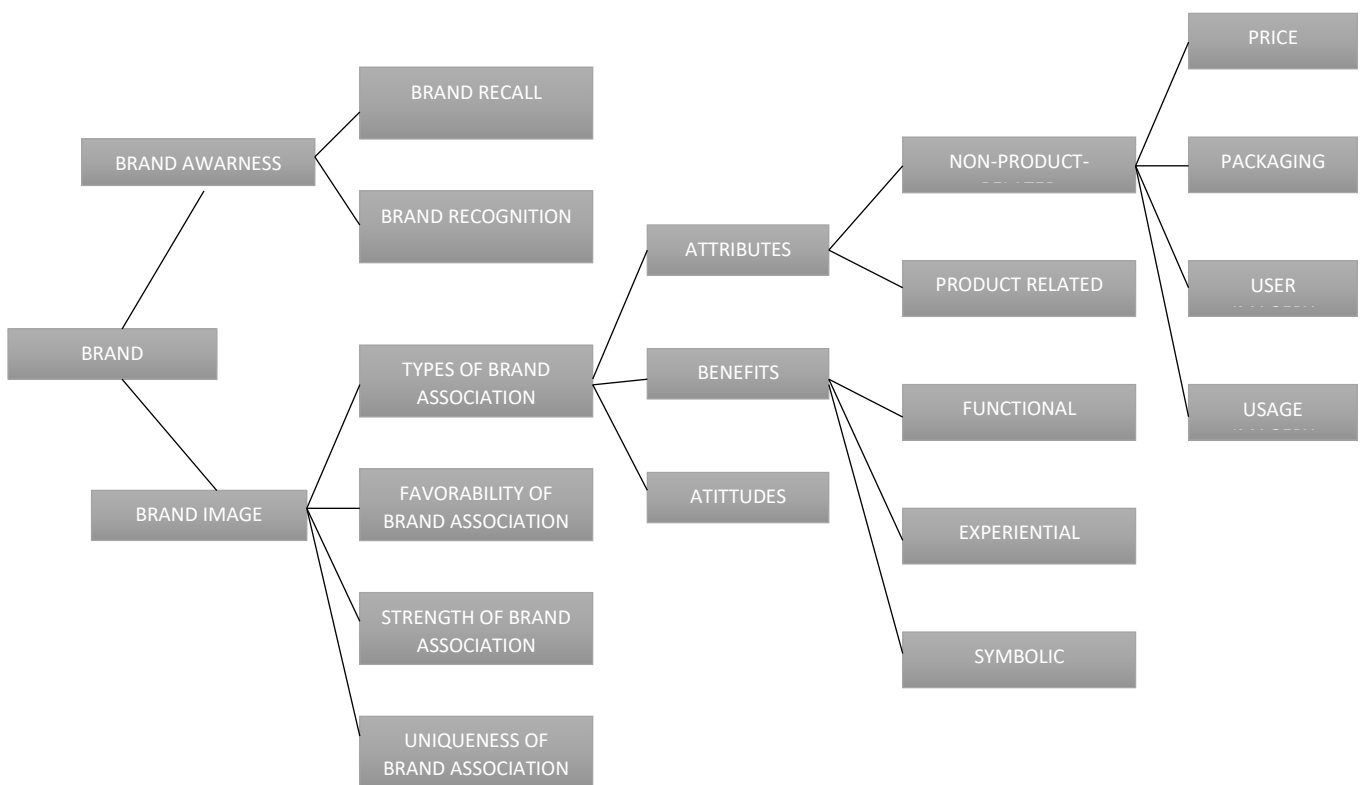 PRICE
BRAND RECALL
BRAND AWARNESS
NON-PRODUCT-
PACKAGING
BRAND RECOGNITION
ATTRIBUTES
PRODUCT RELATED
USER
BRAND
TYPES OF BRAND
ASSOCIATION
BENEFITS
FUNCTIONAL
USAGE
FAVORABILITY OF
BRAND ASSOCIATION
ATITTUDES
BRAND IMAGE
EXPERIENTIAL
STRENGTH OF BRAND
ASSOCIATION
SYMBOLIC
UNIQUENESS OF
BRAND ASSOCIATION